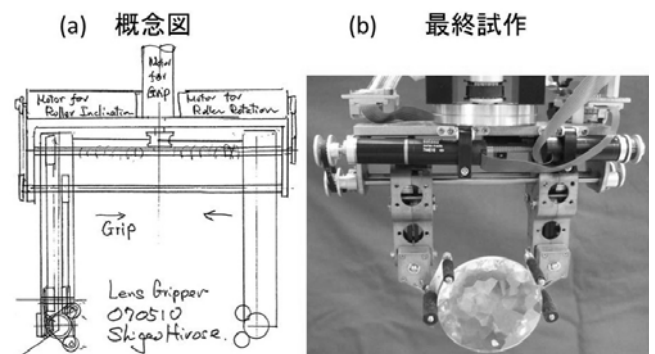 (a) 概念図
(b) 最終試作
Motor
for
Grip
Motor for
Roller Inclination
Motor for
Roller Rotation
Grip
Lens Gripper
070510
Shigeo Hirose.